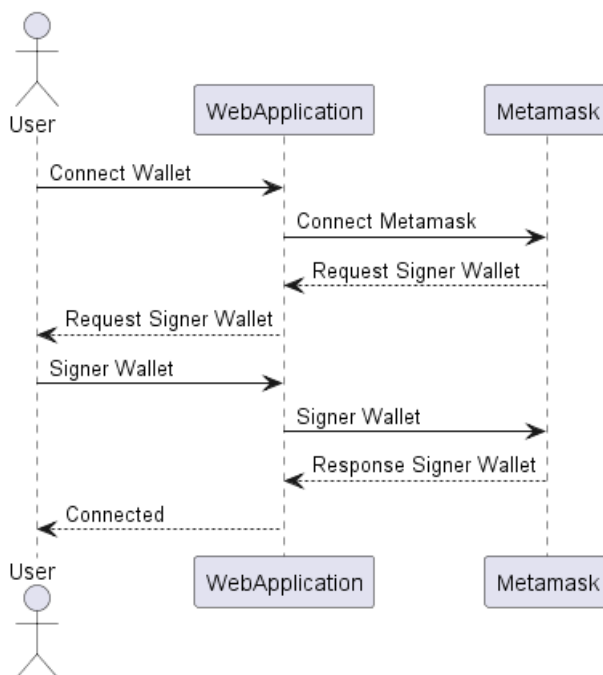 User
WebApplication
Metamask
Connect Wallet
Connect Metamask
Request Signer Wallet
Request Signer Wallet
Signer Wallet
Signer Wallet
Response Signer Wallet
Connected
User
WebApplication
Metamask